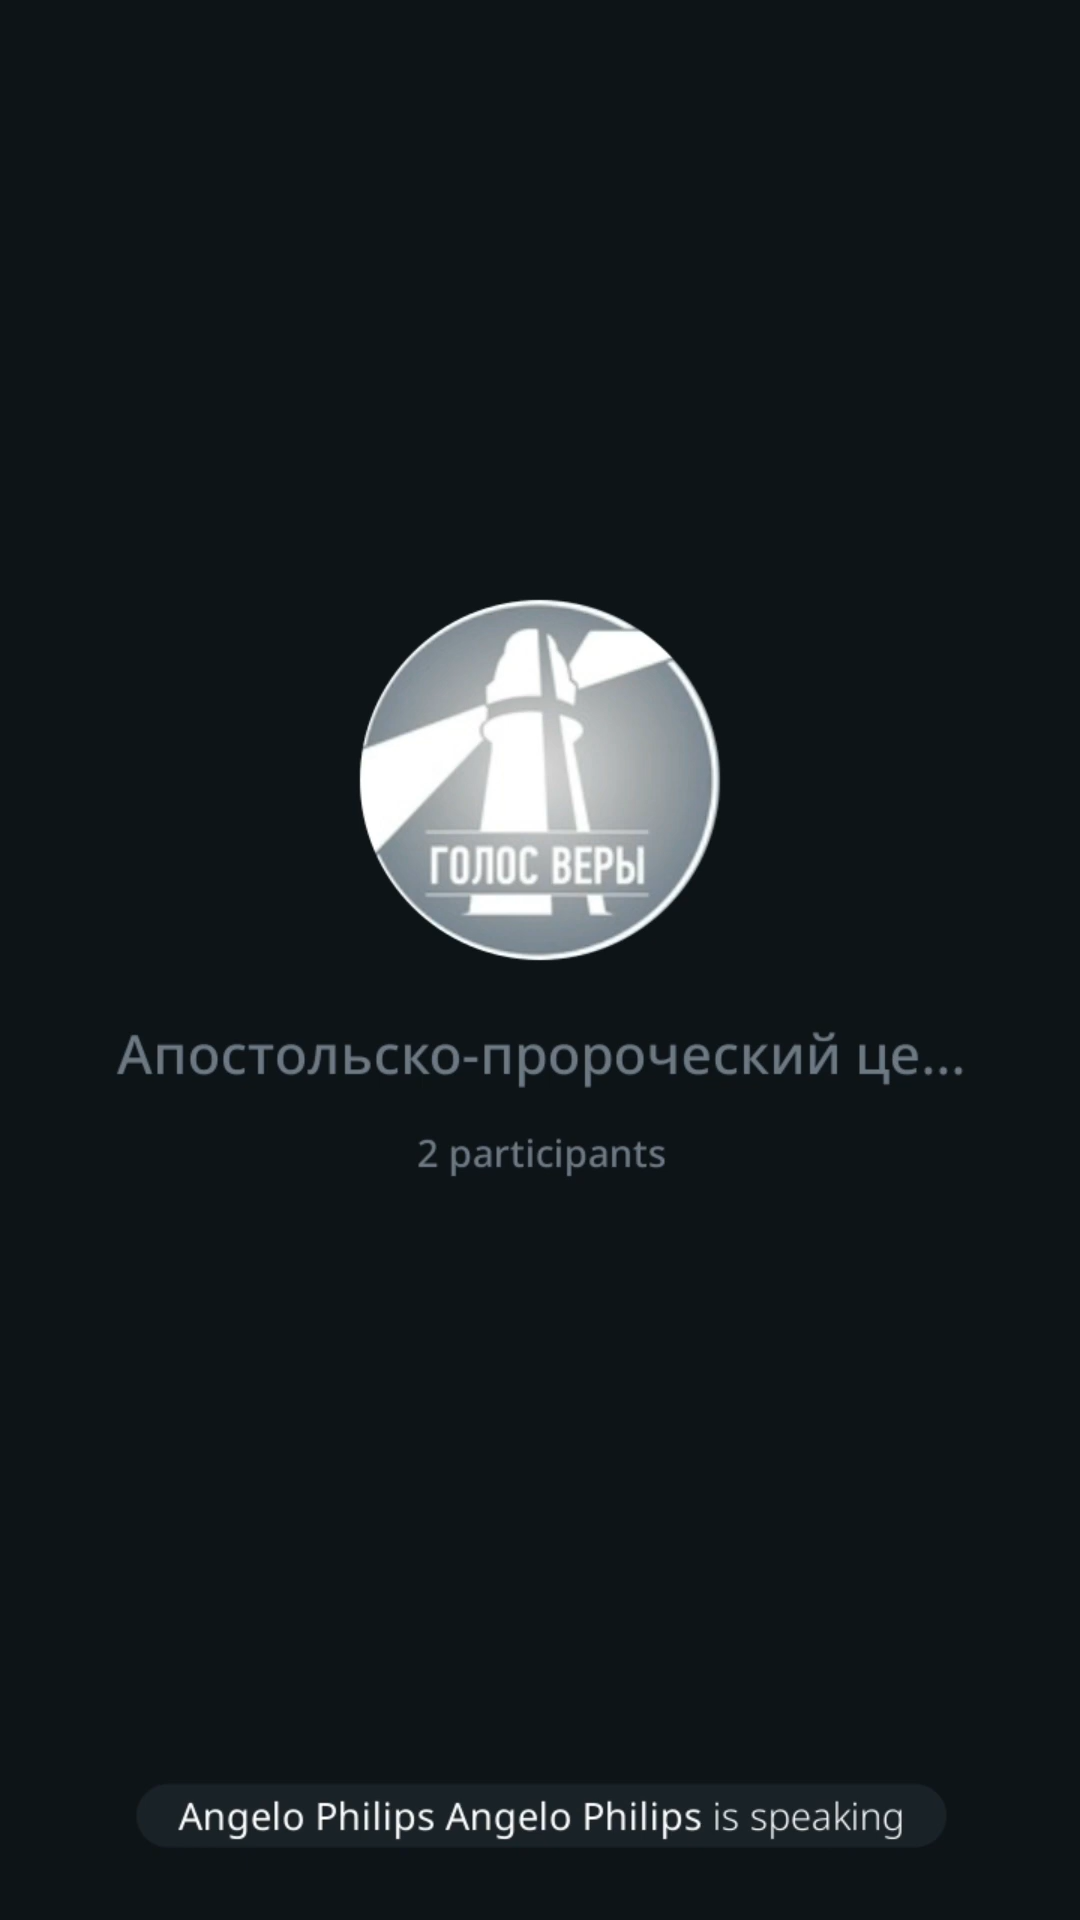 ГОЛОС ВЕРЫ
Апостольско-пророческий це...
2 participants
Angelo Philips Angelo Philips is speaking